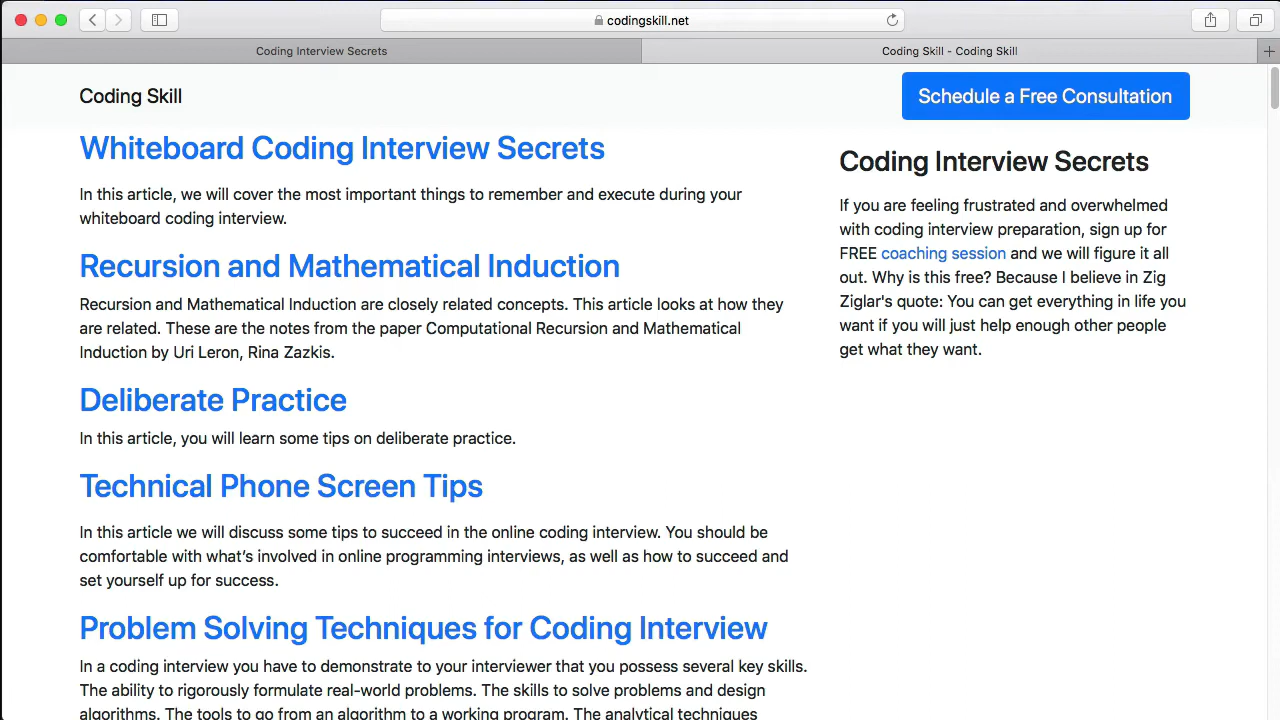 codingskill.net
Coding Interview Secrets
Coding Skill - Coding Skill
Coding Skill
Schedule a Free Consultation
Whiteboard Coding Interview Secrets
In this article, we will cover the most important things to remember and execute during your
whiteboard coding interview.
Recursion and Mathematical Induction
Recursion and Mathematical Induction are closely related concepts. This article looks at how they
are related. These are the notes from the paper Computational Recursion and Mathematical
Induction by Uri Leron, Rina Zazkis.
Deliberate Practice
In this article, you will learn some tips on deliberate practice.
Technical Phone Screen Tips
In this article we will discuss some tips to succeed in the online coding interview. You should be
comfortable with what’s involved in online programming interviews, as well as how to succeed and
set yourself up for success.
Problem Solving Techniques for Coding Interview
In a coding interview you have to demonstrate to your interviewer that you possess several key skills.
The ability to rigorously formulate real-world problems. The skills to solve problems and design
algorithms. The tools to go from an algorithm to a working program. The analytical techniques
Coding Interview Secrets
If you are feeling frustrated and overwhelmed
with coding interview preparation, sign up for
FREE coaching session and we will figure it all
out. Why is this free? Because I believe in Zig
Ziglar's quote: You can get everything in life you
want if you will just help enough other people
get what they want.